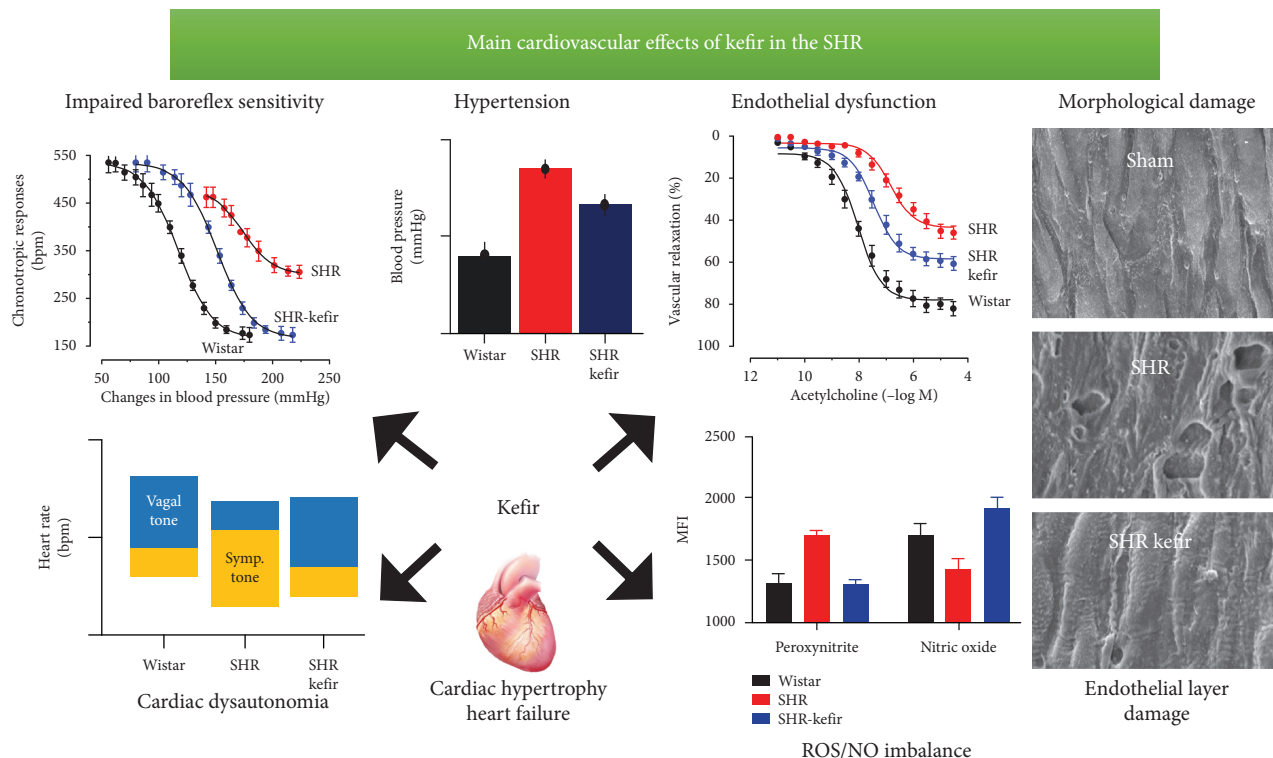 Main cardiovascular effects of kefir in the SHR
Impaired baroreflex sensitivity
Chronotropic responses
(bpm)
550
450
340
250
150
SHR
SHR-kefir
Wistar
50
100
150
200
250
Changes in blood pressure (mmHg)
Hypertension
Blood pressure
(mmHg)
Wistar
SHR
SHR
kefir
Endothelial dysfunction
Vascular relaxation (%)
0
20
40
60
80
100
SHR
SHR
kefir
Wistar
12
10
8
6
4
Acetylcholine (–log M)
Morphological damage
Sham
SHR
SHR kefir
Endothelial layer
damage
Heart rate
(bpm)
Vagal
tone
Symp.
tone
Wistar
SHR
SHR
kefir
Cardiac dysautonomia
Kefir
Cardiac hypertrophy
heart failure
MFI
2500
2000
1500
1000
Peroxynitrite
Nitric oxide
Wistar
SHR
SHR-kefir
ROS/NO imbalance